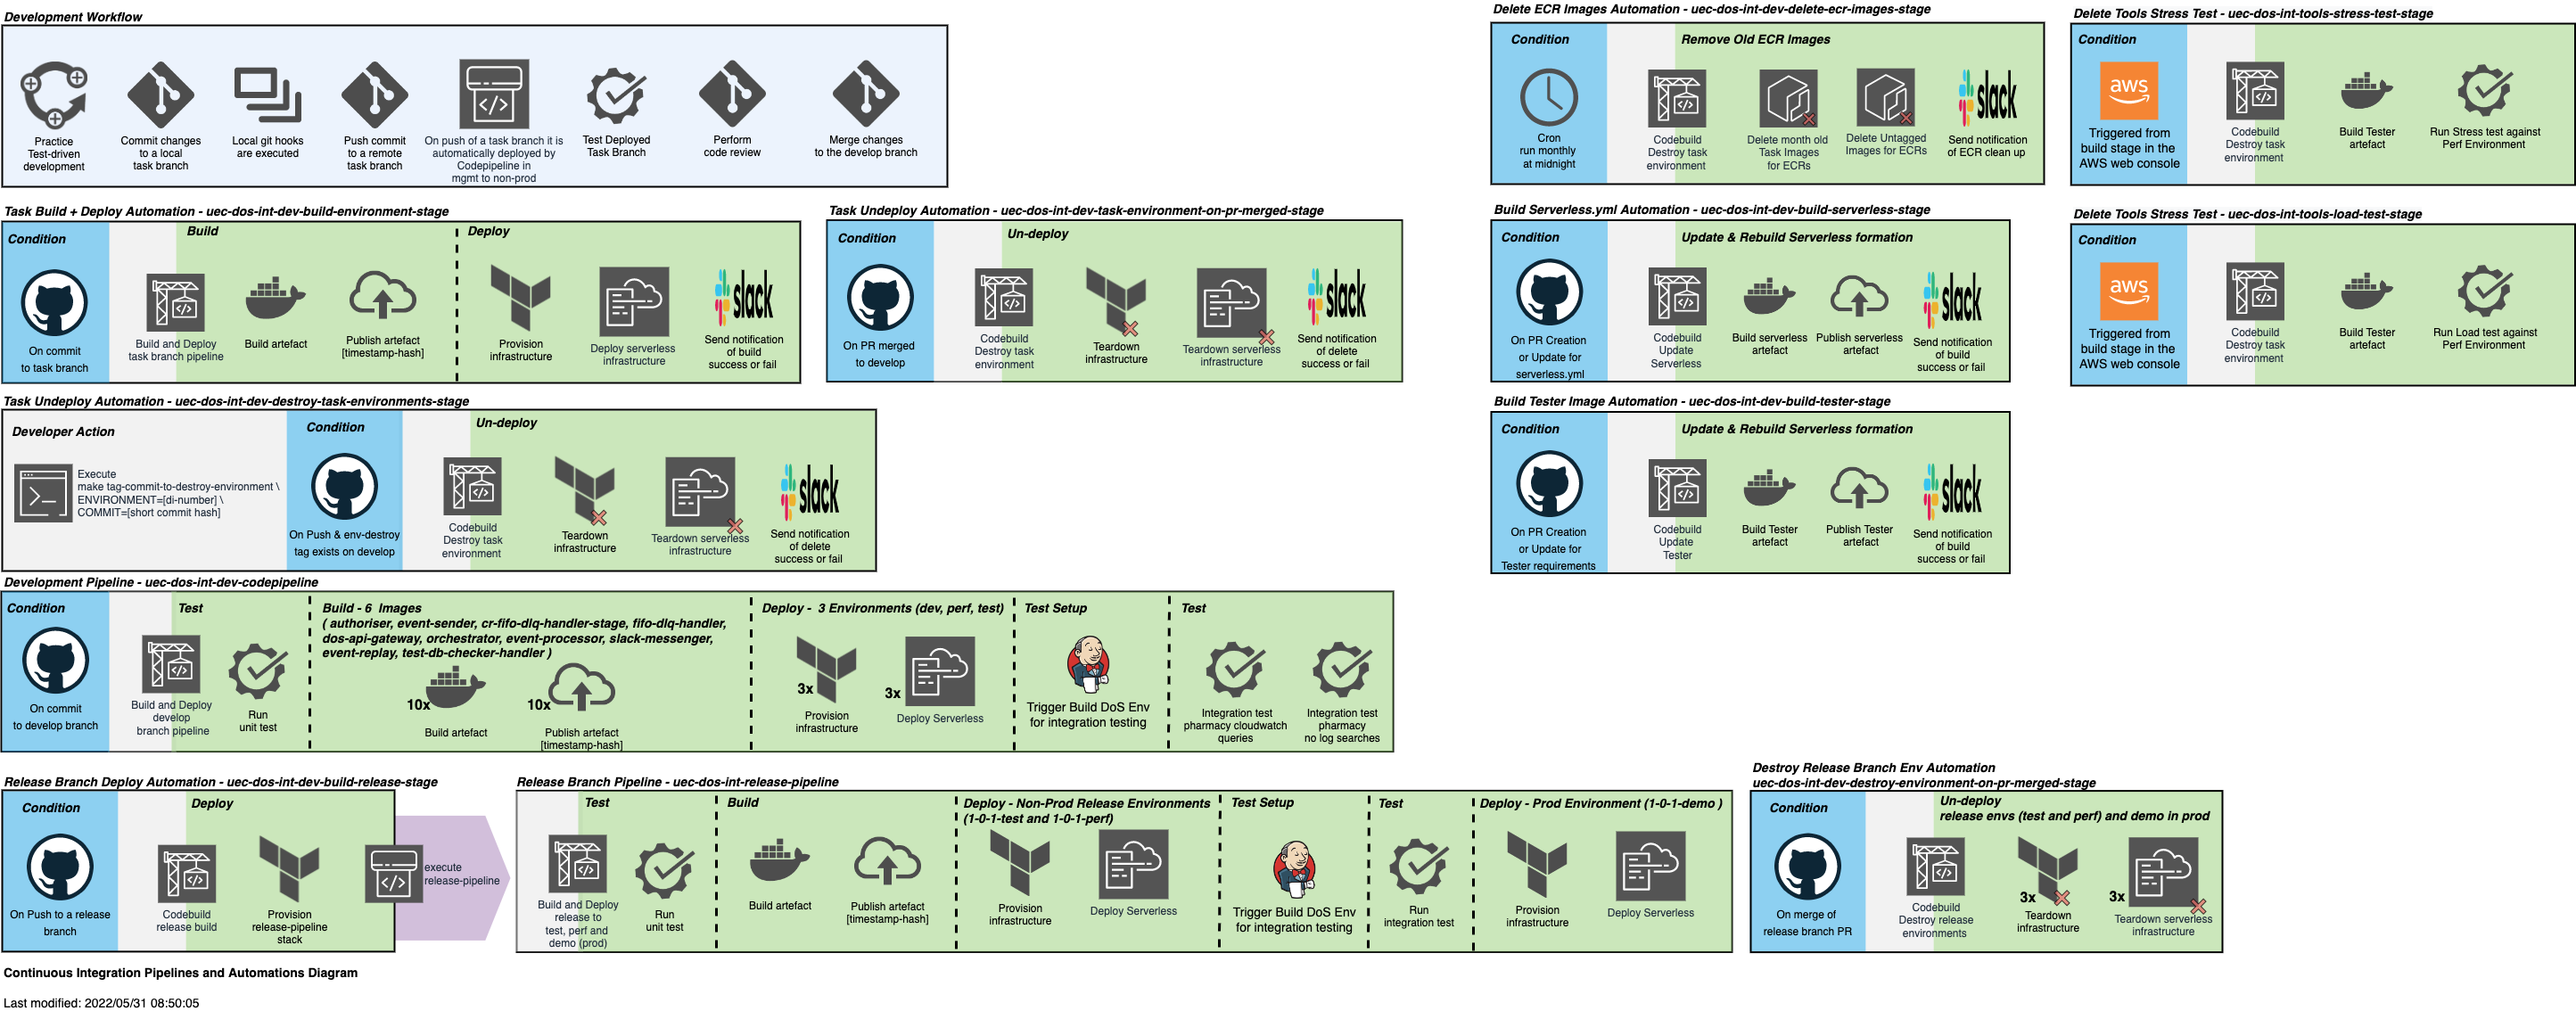 Development Workflow
Practice
Test-driven
development
Commit changes
to a local
task branch
Local git hooks
are executed
Push commit
to a remote
task branch
On push of a task branch it is
automatically deployed by
Codepipeline in
mgmt to non-prod
Test Deployed
Task Branch
Perform
code review
Merge changes
to the develop branch
Delete ECR Images Automation - uec-dos-int-dev-delete-ecr-images-stage
Condition
Remove Old ECR Images
Cron
run monthly
at midnight
Codebuild
Destroy task
environment
Delete month old
Task Images
for ECRs
Delete Untagged
Images for ECRs
slack
Send notification
of ECR clean up
Delete Tools Stress Test - uec-dos-int-tools-stress-test-stage
Condition
aws
Triggered from
build stage in the
AWS web console
Codebuild
Destroy task
environment
Build Tester
artefact
Run Stress test against
Perf Environment
Task Build + Deploy Automation - uec-dos-int-dev-build-environment-stage
Condition
Build
Deploy
On commit
to task branch
Build and Deploy
task branch pipeline
Build artefact
Publish artefact
[timestamp-hash]
Provision
infrastructure
Deploy serverless
infrastructure
slack
Send notification
of build
success or fail
Task Undeploy Automation - uec-dos-int-dev-task-environment-on-pr-merged-stage
Condition
Un-deploy
On PR merged
to develop
Codebuild
Destroy task
environment
Teardown
infrastructure
Teardown serverless
infrastructure
slack
Send notification
of delete
success or fail
Build Serverless.yml Automation - uec-dos-int-dev-build-serverless-stage
Condition
Update & Rebuild Serverless formation
On PR Creation
or Update for
serverless.yml
Codebuild
Update
Serverless
Build serverless
artefact
Publish serverless
artefact
slack
Send notification
of build
success or fail
Delete Tools Stress Test - uec-dos-int-tools-load-test-stage
Condition
aws
Triggered from
build stage in the
AWS web console
Codebuild
Destroy task
environment
Build Tester
artefact
Run Load test against
Perf Environment
Task Undeploy Automation - uec-dos-int-dev-destroy-task-environments-stage
Developer Action
Execute
make tag-commit-to-destroy-environment \
ENVIRONMENT=[di-number] \
COMMIT=[short commit hash]
Condition
On Push & env-destroy
tag exists on develop
Un-deploy
Codebuild
Destroy task
environment
Teardown
infrastructure
Teardown serverless
infrastructure
slack
Send notification
of delete
success or fail
Build Tester Image Automation - uec-dos-int-dev-build-tester-stage
Condition
Update & Rebuild Serverless formation
On PR Creation
or Update for
Tester requirements
Codebuild
Update
Tester
Build Tester
artefact
Publish Tester
artefact
slack
Send notification
of build
success or fail
Development Pipeline - uec-dos-int-dev-codepipeline
Condition
On commit
to develop branch
Test
Build and Deploy
develop
branch pipeline
Run
unit test
Build - 6 Images
( authoriser, event-sender, cr-fifo-dlq-handler-stage, fifo-dlq-handler,
dos-api-gateway, orchestrator, event-processor, slack-messenger,
event-replay, test-db-checker-handler )
10x
Build artefact
10x
Publish artefact
[timestamp-hash]
Deploy - 3 Environments (dev, perf, test)
3x
Provision
infrastructure
3x
Deploy Serverless
Test Setup
Trigger Build DoS Env
for integration testing
Test
Integration test
pharmacy cloudwatch
queries
Integration test
pharmacy
no log searches
Release Branch Deploy Automation - uec-dos-int-dev-build-release-stage
Condition
On Push to a release
branch
Deploy
Codebuild
release build
Provision
release-pipeline
stack
execute
release-pipeline
Release Branch Pipeline - uec-dos-int-release-pipeline
Test
Build and Deploy
release to
test, perf and
demo (prod)
Run
unit test
Build
Build artefact
Publish artefact
[timestamp-hash]
Deploy - Non-Prod Release Environments
(1-0-1-test and 1-0-1-perf)
Provision
infrastructure
Deploy Serverless
Test Setup
Trigger Build DoS Env
for integration testing
Test
Run
integration test
Deploy - Prod Environment (1-0-1-demo )
Provision
infrastructure
Deploy Serverless
Destroy Release Branch Env Automation
uec-dos-int-dev-destroy-environment-on-pr-merged-stage
Condition
On merge of
release branch PR
Un-deploy
release envs (test and perf) and demo in prod
Codebuild
Destroy release
environments
3x
Teardown
infrastructure
3x
Teardown serverless
infrastructure
Continuous Integration Pipelines and Automations Diagram
Last modified: 2022/05/31 08:50:05